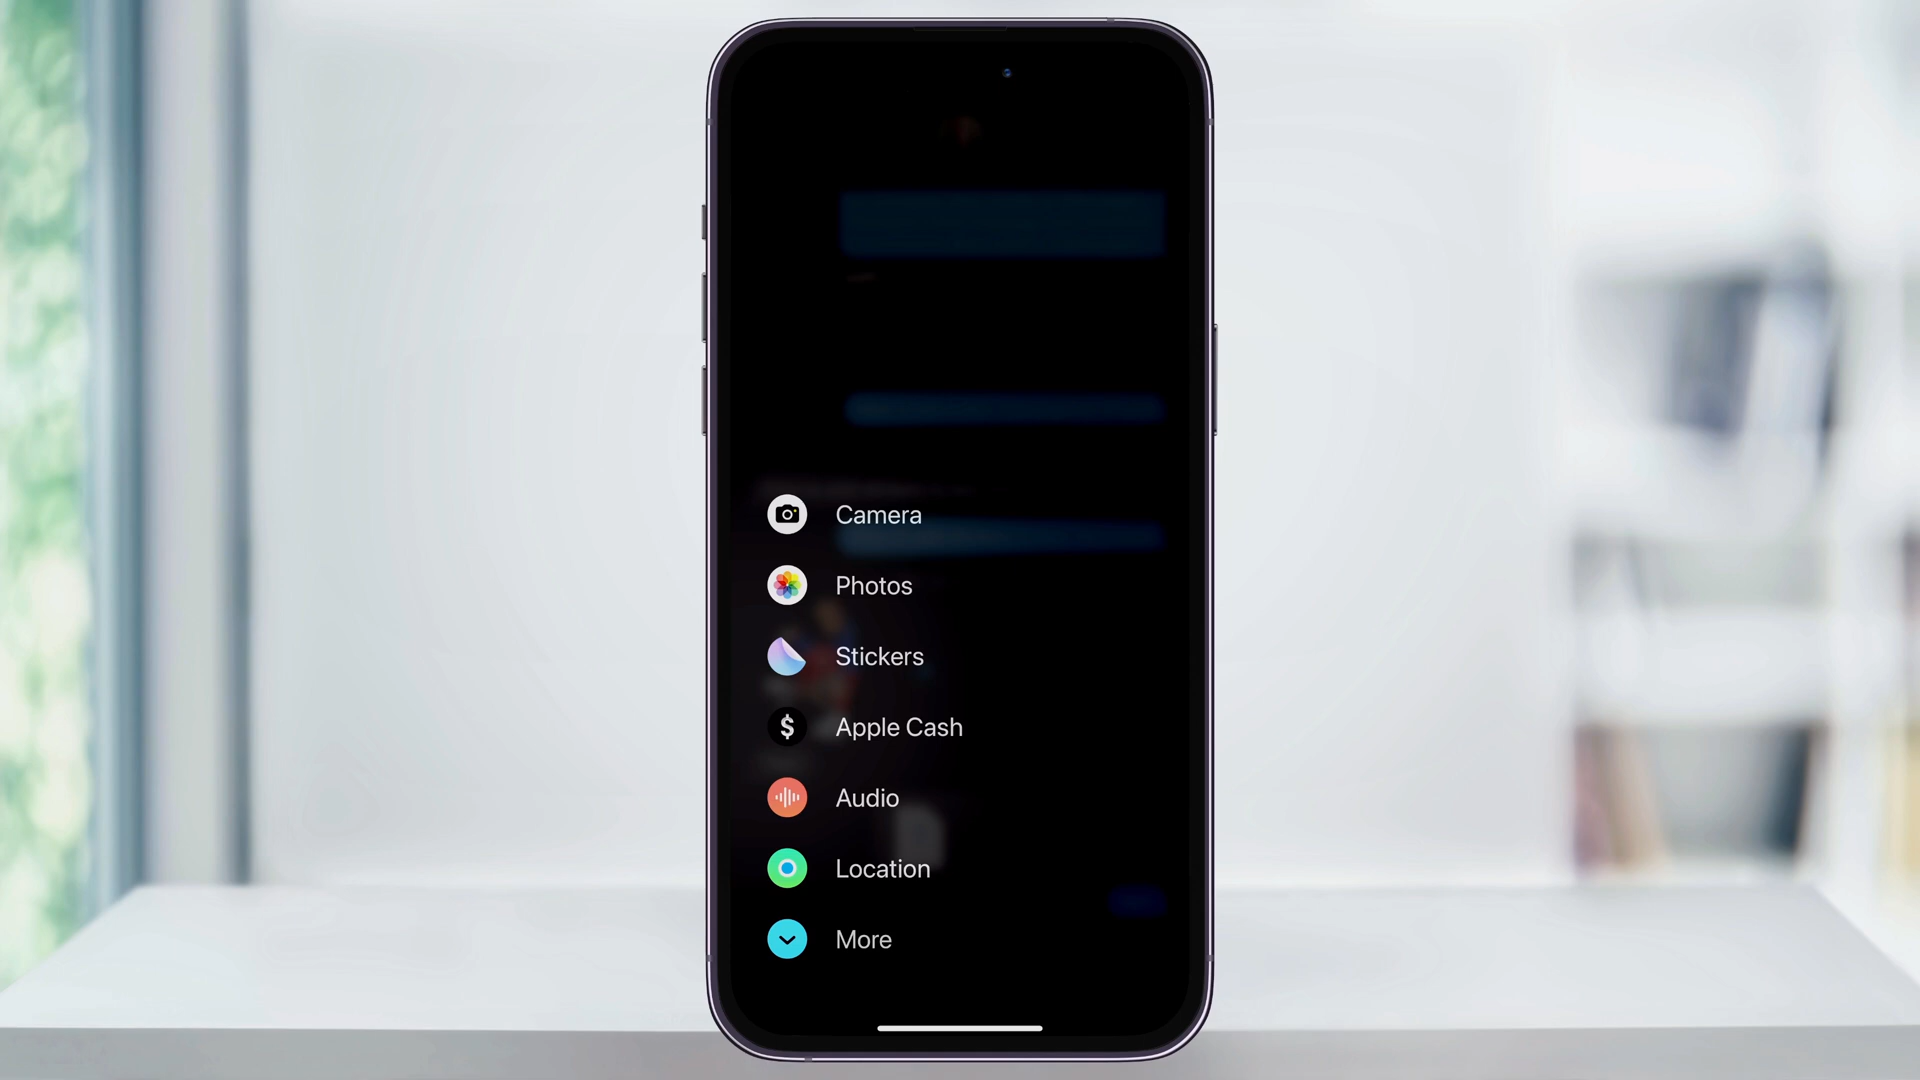 Camera
Photos
Stickers
$ Apple Cash
Audio
Location
More